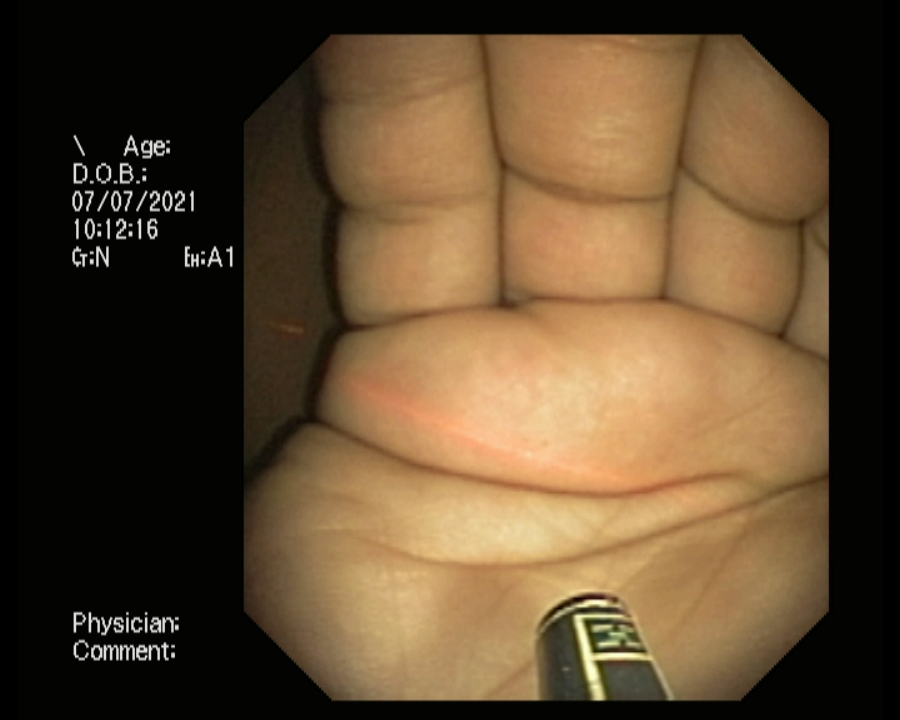 \ Age:
D.O.B.:
07/07/2021
10:12:16
Cr:N EH:A1
Physician:
Comment: